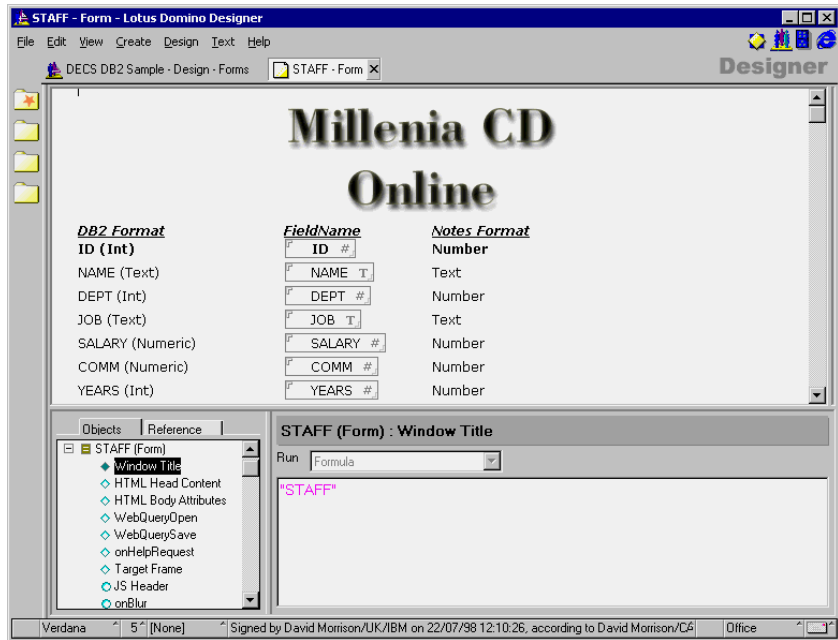 STAFF - Form - Lotus Domino Designer
File Edit View Create Design Text Help
DECS DB2 Sample - Design - Forms STAFF - Form
Designer
Millenia CD
Online
DB2 Format FieldName Notes Format
ID (Int) ID # Number
NAME (Text) NAME T Text
DEPT (Int) DEPT # Number
JOB (Text) JOB T Text
SALARY (Numeric) SALARY # Number
COMM (Numeric) COMM # Number
YEARS (Int) YEARS # Number
Objects Reference
STAFF (Form)
Window Title
HTML Head Content
HTML Body Attributes
WebQueryOpen
WebQuerySave
onHelpRequest
Target Frame
JS Header
onBlur
STAFF (Form) : Window Title
Run Formula
"STAFF"
Verdana 5 [None] Signed by David Morrison/UK/IBM on 22/07/98 12:10:26, according to David Morrison/ Office